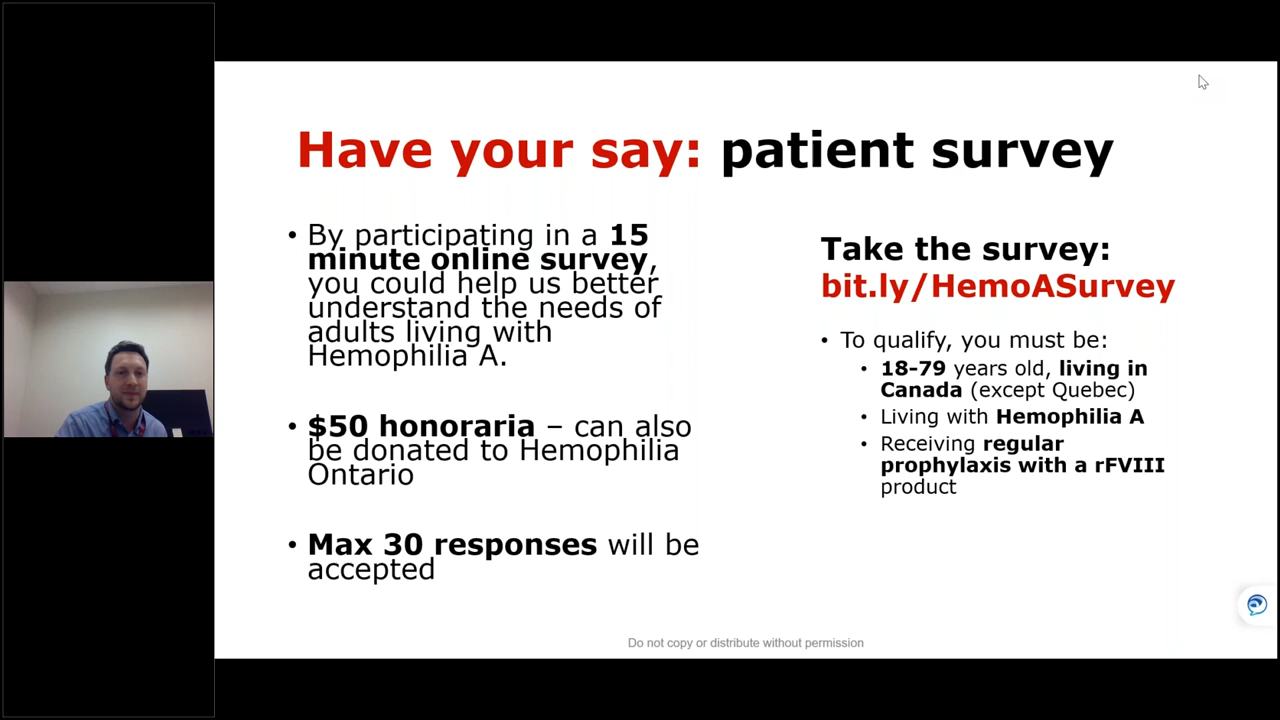 Have your say: patient survey
• By participating in a 15
minute online survey,
you could help us better
understand the needs of
adults living with
Hemophilia A.
• $50 honoraria – can also
be donated to Hemophilia
Ontario
• Max 30 responses will be
accepted
Take the survey:
bit.ly/HemoASurvey
• To qualify, you must be:
• 18-79 years old, living in
Canada (except Quebec)
• Living with Hemophilia A
• Receiving regular
prophylaxis with a rFVIII
product
Do not copy or distribute without permission